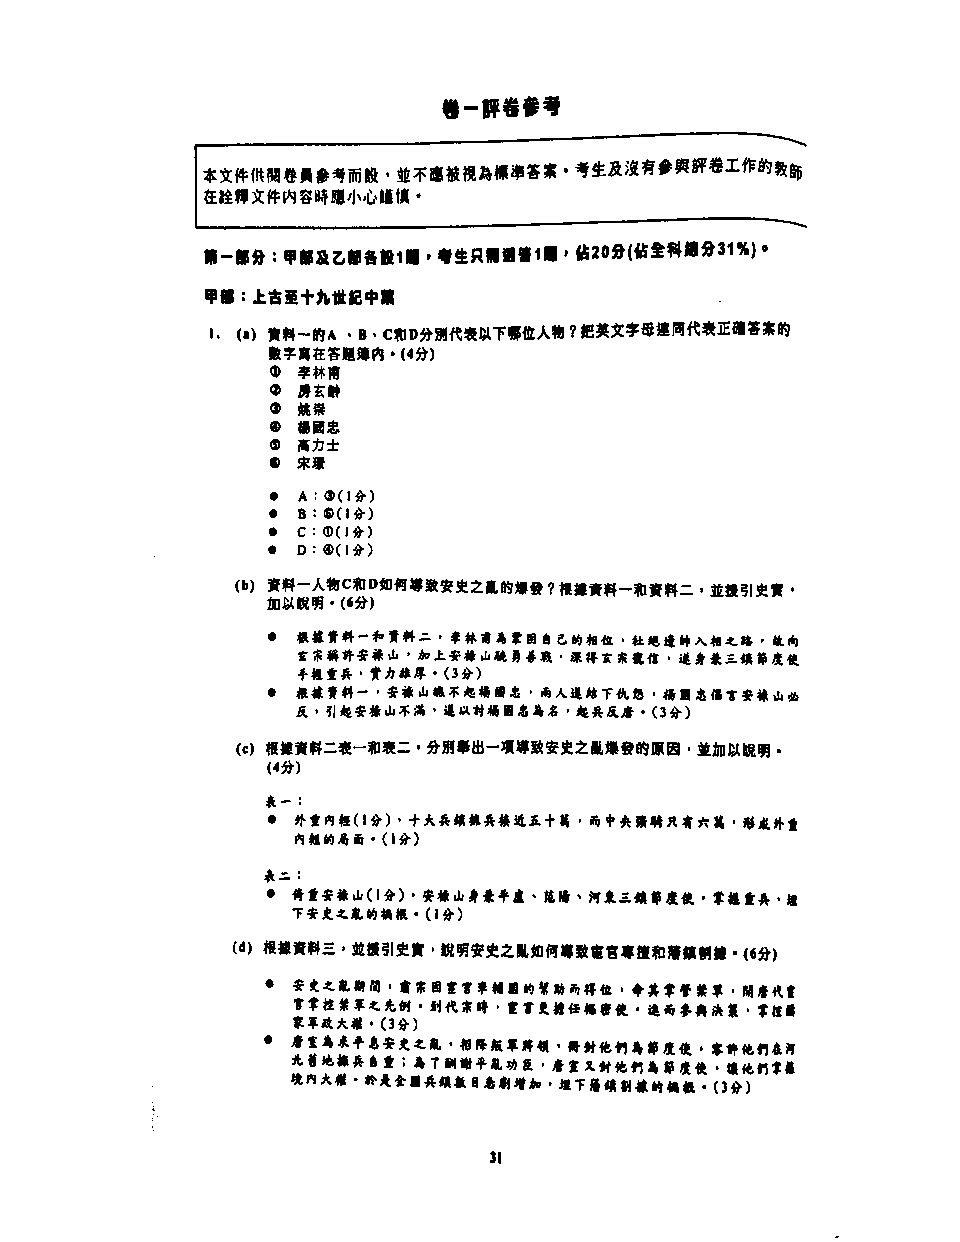 卷一評卷參考
本文件供閱卷員參考而設，並不應被視為標準答案。考生及沒有參與評卷工作的教師
在詮釋文件內容時應小心謹慎。
第一部分：甲部及乙部各設1題，考生只需選答1題，佔20分(佔全科總分31%)。
甲部：上古至十九世紀中葉
1. (a) 資料一的A、B、C和D分別代表以下哪位人物？把英文字母連同代表正確答案的
數字寫在答題簿內。(4分)
① 李林甫
② 房玄齡
③ 姚崇
④ 楊國忠
⑤ 高力士
⑥ 宋璟
● A：③(1分)
● B：⑥(1分)
● C：①(1分)
● D：④(1分)
(b) 資料一人物C和D如何導致安史之亂的爆發？根據資料一和資料二，並援引史實，
加以說明。(6分)
● 根據資料一和資料二，李林甫為鞏固自己的相位，杜絕邊帥入相之路，故向
玄宗稱許安祿山，加上安祿山驍勇善戰，深得玄宗寵信，遂身兼三鎮節度使
手握重兵，實力雄厚。(3分)
● 根據資料一，安祿山瞧不起楊國忠，兩人遂結下仇怨，楊國忠倡言安祿山必
反，引起安祿山不滿，遂以討楊國忠為名，起兵反唐。(3分)
(c) 根據資料二表一和表二，分別舉出一項導致安史之亂爆發的原因，並加以說明。
(4分)
表一：
● 外重內輕(1分)，十大兵鎮擁兵接近五十萬，而中央彍騎只有六萬，形成外重
內輕的局面。(1分)
表二：
● 倚重安祿山(1分)，安祿山身兼平盧、范陽、河東三鎮節度使，掌握重兵，埋
下安史之亂的禍根。(1分)
(d) 根據資料三，並援引史實，說明安史之亂如何導致宦官專權和藩鎮割據。(6分)
● 安史之亂期間，肅宗因宦官李輔國的幫助而得位，命其掌管禁軍，開唐代宦
官掌控禁軍之先例。到代宗時，宦官更擔任樞密使，進而參與決策，掌控國
家軍政大權。(3分)
● 唐室為求平息安史之亂，招降叛軍將領，冊封他們為節度使，容許他們在河
北舊地擁兵自重；為了酬謝平亂功臣，唐室又封他們為節度使，讓他們掌握
境內大權。於是全國兵鎮數目急劇增加，埋下藩鎮割據的禍根。(3分)
31